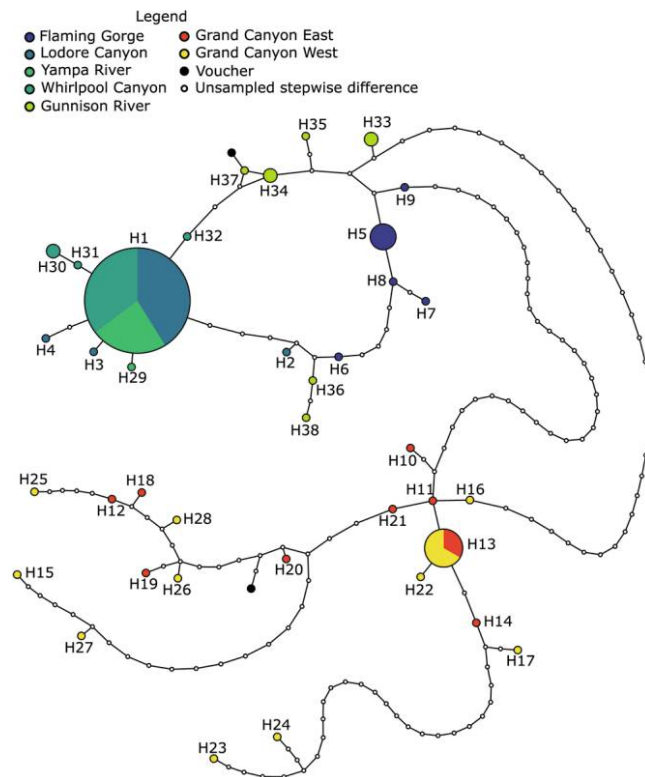 Legend
Flaming Gorge
Grand Canyon East
Lodore Canyon
Grand Canyon West
Yampa River
Voucher
Whirlpool Canyon
Unsampled stepwise difference
Gunnison River
H35
H33
H37
H34
H9
H1
H32
H5
H31
H30
H8
H7
H4
H3
H29
H2
H6
H36
H38
H10
H25
H18
H11
H16
H12
H21
H28
H13
H20
H15
H19
H26
H22
H14
H27
H17
H24
H23